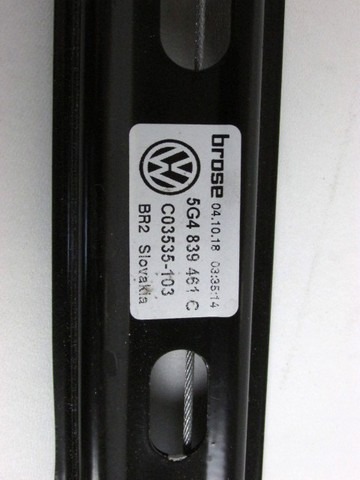 brose 04.10.18 03:35:14
5G4 839 461 C
C03535-103
BR2 Slovakia